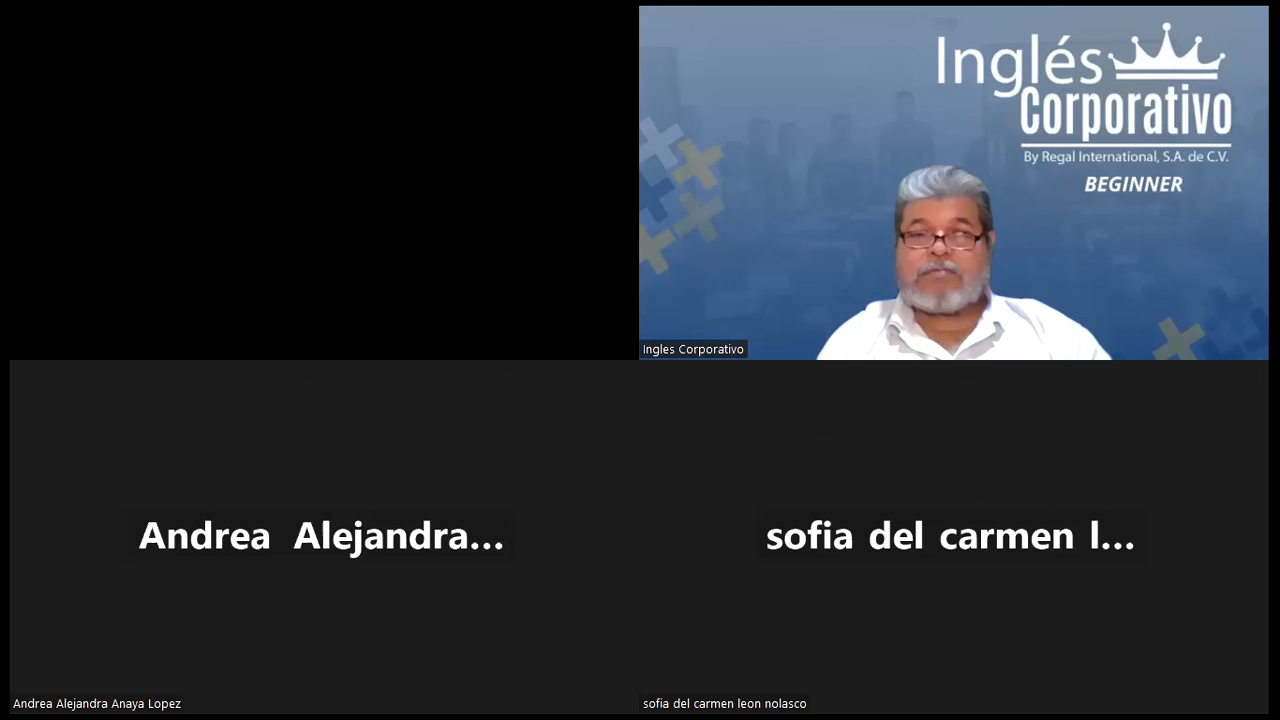 Inglés
Corporativo
By Regal International, S.A. de C.V.
BEGINNER
Ingles Corporativo
Andrea Alejandra...
sofia del carmen l...
Andrea Alejandra Anaya Lopez
sofia del carmen leon nolasco